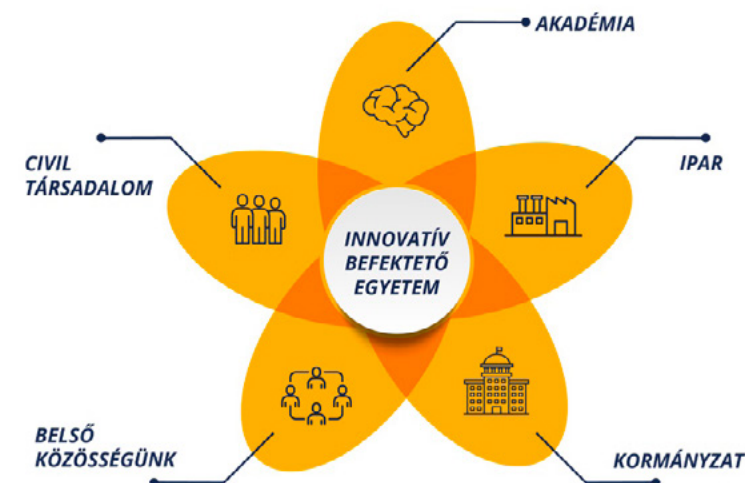 AKADÉMIA
CIVIL
TÁRSADALOM
IPAR
INNOVATÍV
BEFEKTETŐ
EGYETEM
BELSŐ
KÖZÖSSÉGÜNK
KORMÁNYZAT